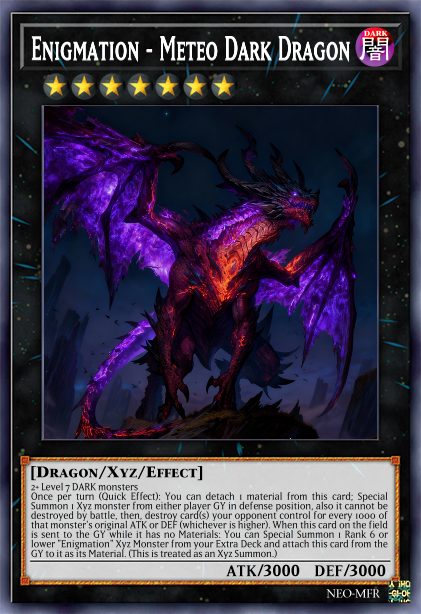 ENIGMATION - METEO DARK DRAGON
DARK
闇
[DRAGON/XYZ/EFFECT]
2+ Level 7 DARK monsters
Once per turn (Quick Effect): You can detach 1 material from this card; Special
Summon 1 Xyz monster from either player GY in defense position, also it cannot be
destroyed by battle, then, destroy card(s) your opponent control for every 1000 of
that monster's original ATK or DEF (whichever is higher). When this card on the field
is sent to the GY while it has no Materials: You can Special Summon 1 Rank 6 or
lower "Enigmation" Xyz Monster from your Extra Deck and attach this card from the
GY to it as its Material. (This is treated as an Xyz Summon.)
ATK/3000 DEF/3000
NEO-MFR